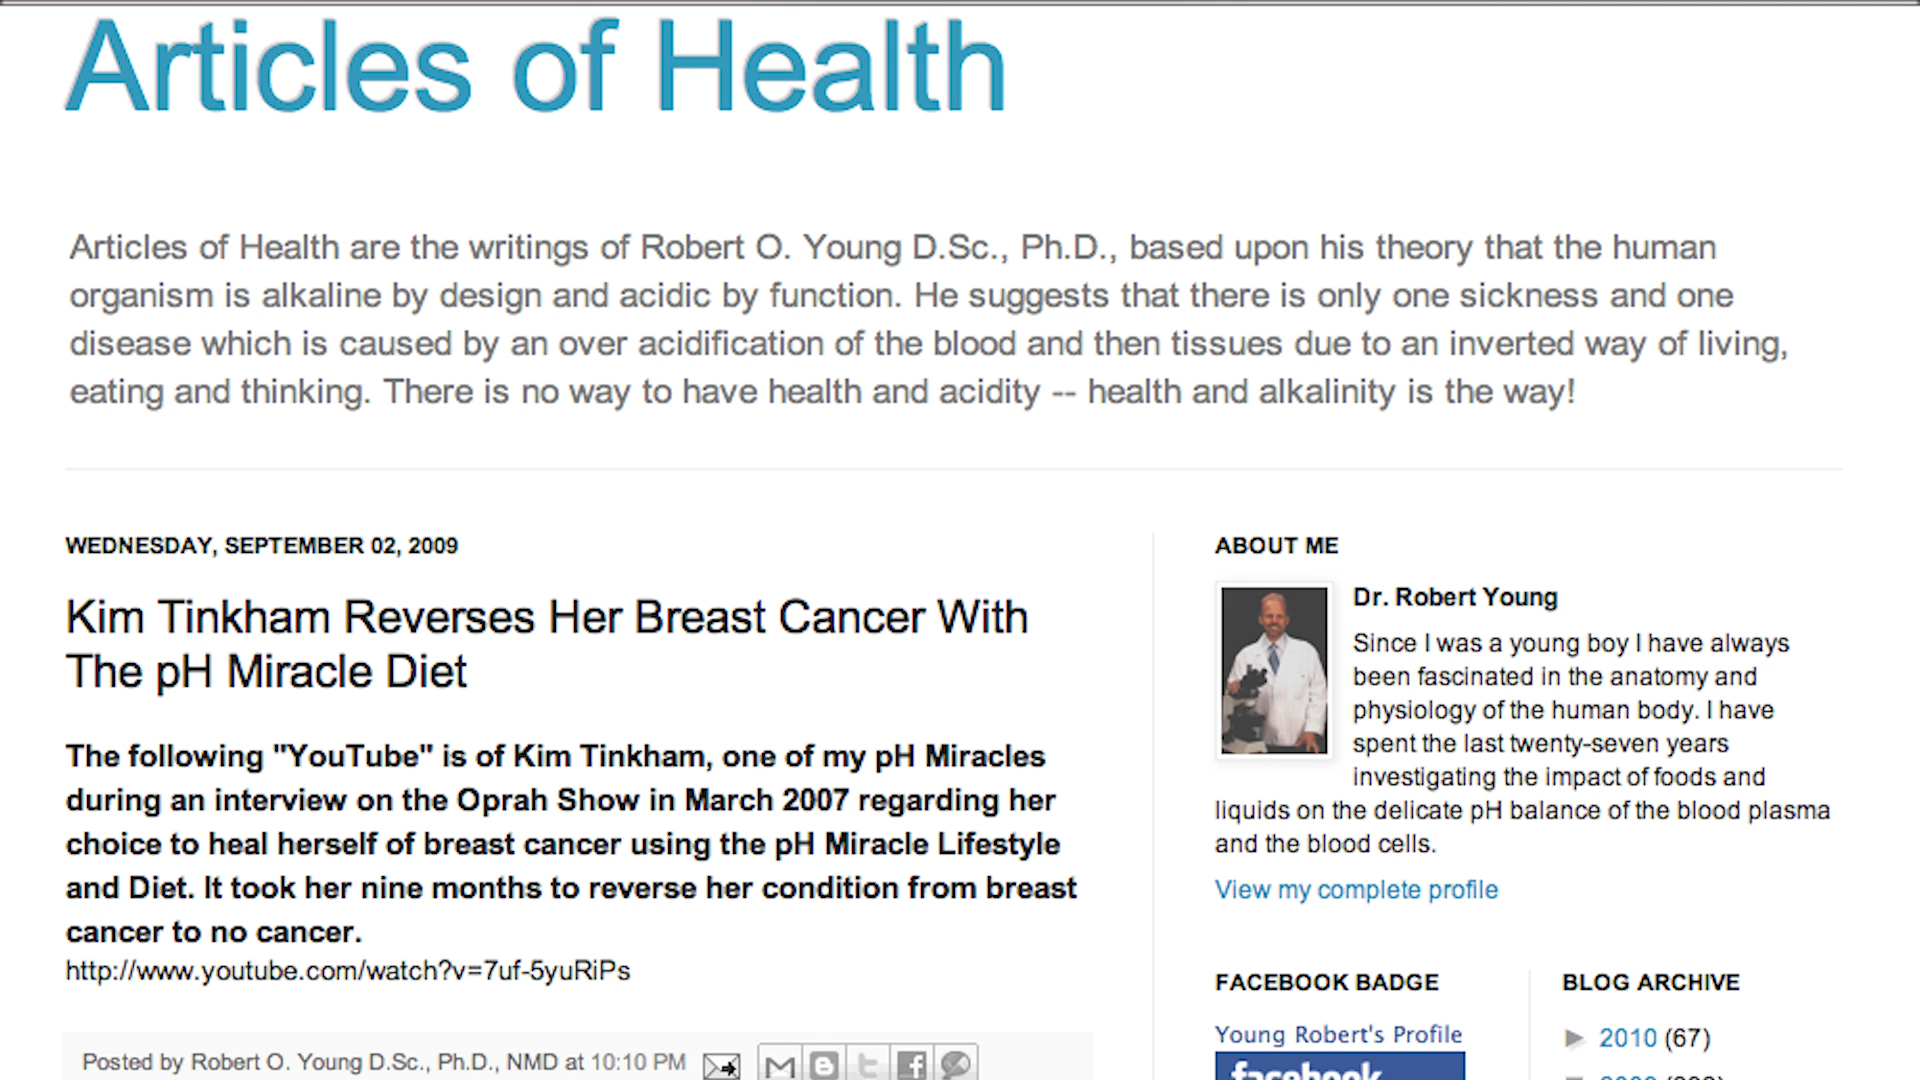 Articles of Health
Articles of Health are the writings of Robert O. Young D.Sc., Ph.D., based upon his theory that the human
organism is alkaline by design and acidic by function. He suggests that there is only one sickness and one
disease which is caused by an over acidification of the blood and then tissues due to an inverted way of living,
eating and thinking. There is no way to have health and acidity -- health and alkalinity is the way!
WEDNESDAY, SEPTEMBER 02, 2009
Kim Tinkham Reverses Her Breast Cancer With
The pH Miracle Diet
The following "YouTube" is of Kim Tinkham, one of my pH Miracles
during an interview on the Oprah Show in March 2007 regarding her
choice to heal herself of breast cancer using the pH Miracle Lifestyle
and Diet. It took her nine months to reverse her condition from breast
cancer to no cancer.
http://www.youtube.com/watch?v=7uf-5yuRiPs
Posted by Robert O. Young D.Sc., Ph.D., NMD at 10:10 PM
ABOUT ME
Dr. Robert Young
Since I was a young boy I have always
been fascinated in the anatomy and
physiology of the human body. I have
spent the last twenty-seven years
investigating the impact of foods and
liquids on the delicate pH balance of the blood plasma
and the blood cells.
View my complete profile
FACEBOOK BADGE
Young Robert's Profile
facebook
BLOG ARCHIVE
2010 (67)